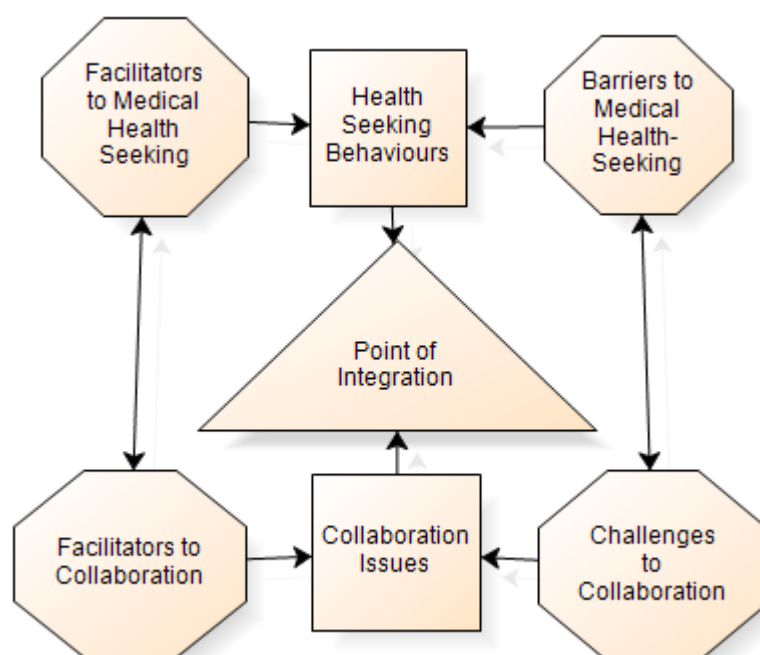 Facilitators
to Medical
Health
Seeking
Health
Seeking
Behaviours
Barriers to
Medical
Health-
Seeking
Point of
Integration
Facilitators to
Collaboration
Collaboration
Issues
Challenges
to
Collaboration